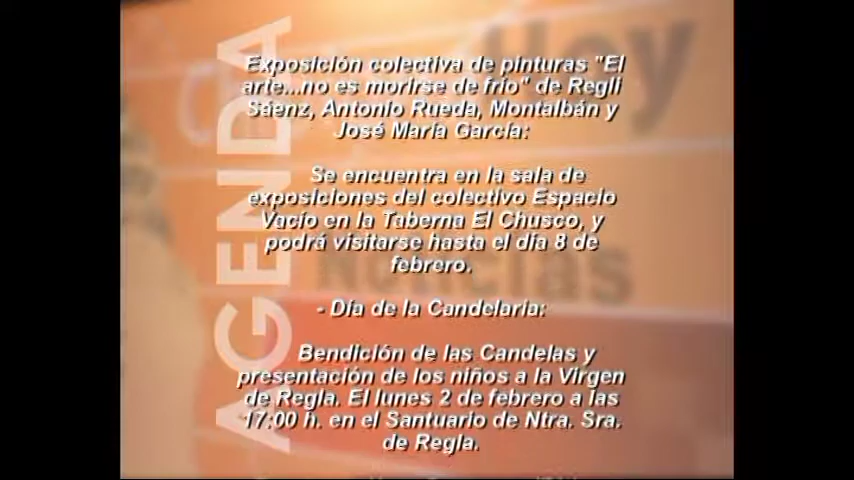 AGENDA
Hoy
Noticias
Exposición colectiva de pinturas "El
arte...no es morirse de frío" de Regli
Sáenz, Antonio Rueda, Montalbán y
José María García:
Se encuentra en la sala de
exposiciones del colectivo Espacio
Vacío en la Taberna El Chusco, y
podrá visitarse hasta el día 8 de
febrero.
- Día de la Candelaria:
Bendición de las Candelas y
presentación de los niños a la Virgen
de Regla. El lunes 2 de febrero a las
17:00 h. en el Santuario de Ntra. Sra.
de Regla.